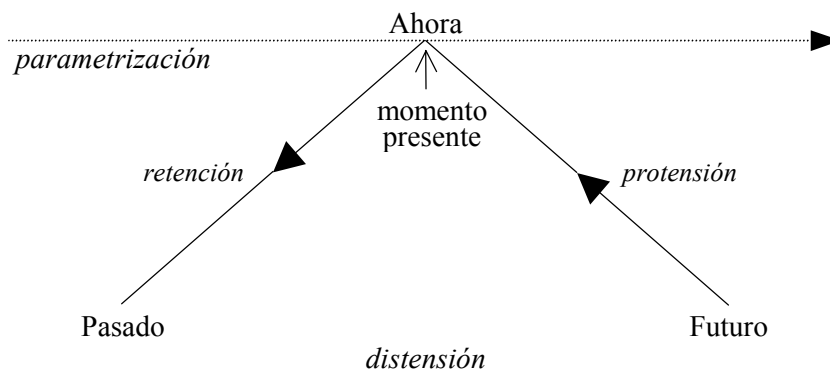 Ahora
parametrización
momento
presente
retención
protensión
Pasado
Futuro
distensión